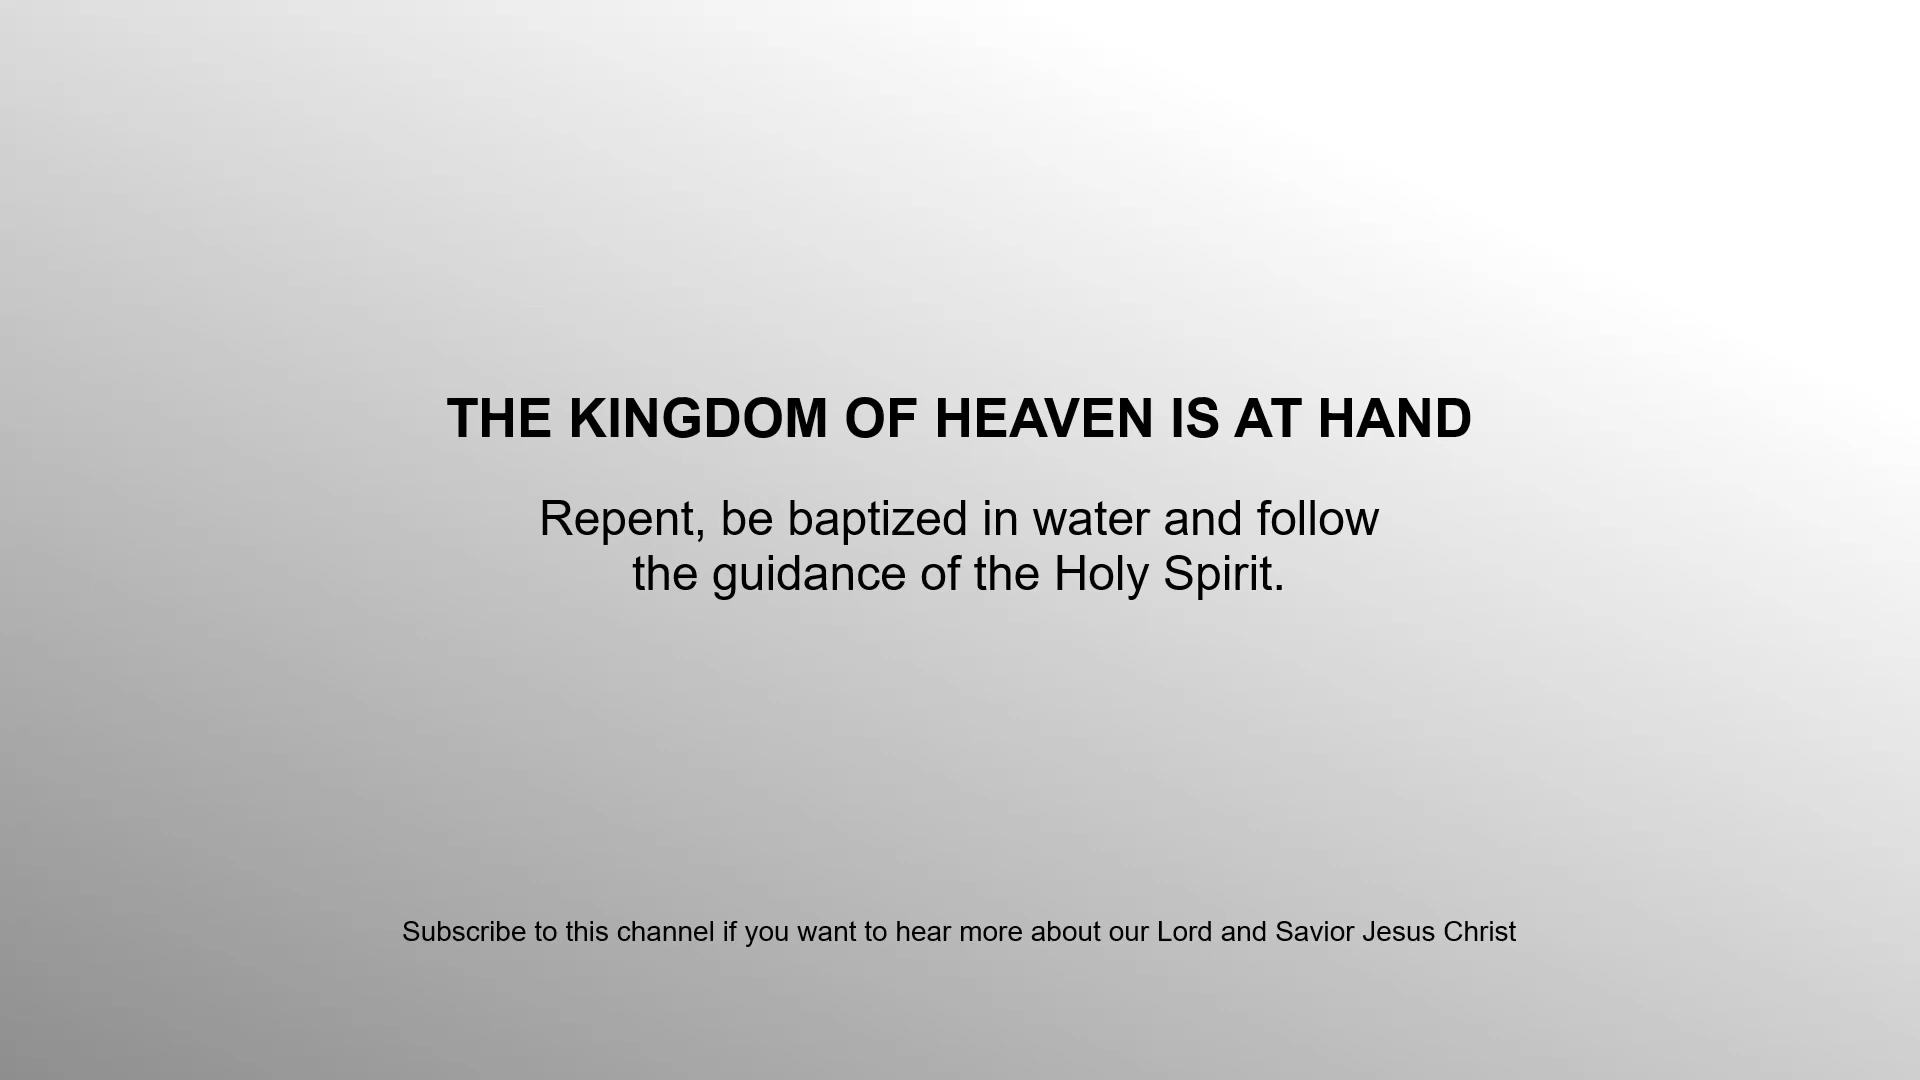 THE KINGDOM OF HEAVEN IS AT HAND
Repent, be baptized in water and follow
the guidance of the Holy Spirit.
Subscribe to this channel if you want to hear more about our Lord and Savior Jesus Christ